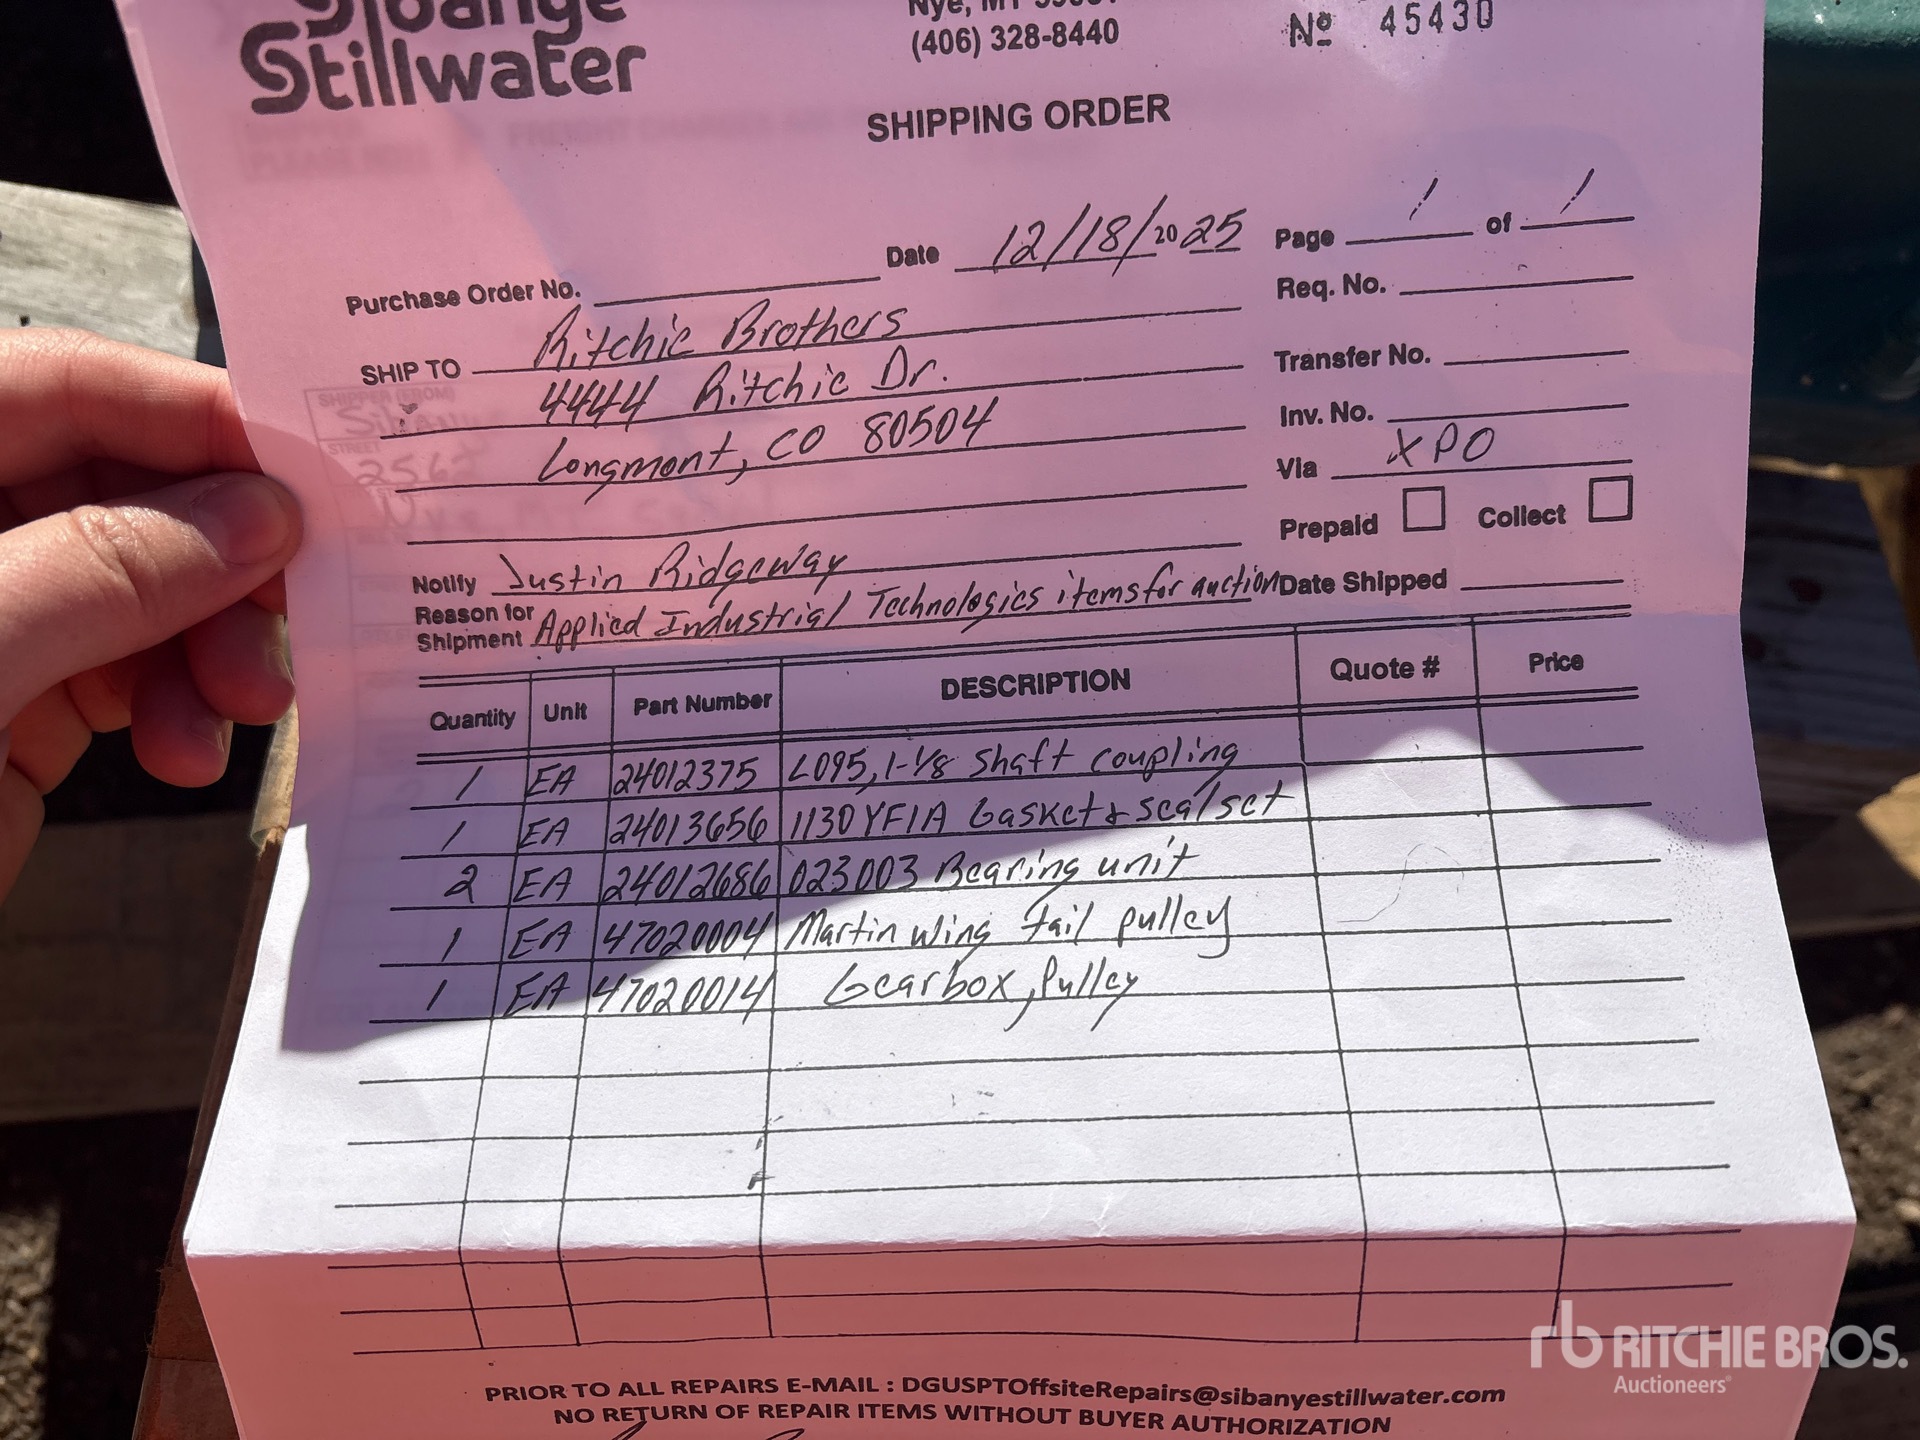 Sibanye
Stillwater
Nye, MT
(406) 328-8440
Nº 45430
SHIPPING ORDER
Purchase Order No. Date 12/18/2025 Page 1 of 1
Req. No.
SHIP TO Ritchie Brothers
4444 Ritchie Dr.
Longmont, CO 80504
Transfer No.
Inv. No.
Via XPO
Prepaid Collect
Notify Justin Ridgeway
Reason for Shipment Applied Industrial Technologies items for auction Date Shipped
Quantity Unit Part Number DESCRIPTION Quote # Price
1 EA 24012375 L095, 1-1/8 Shaft coupling
1 EA 24013656 1130YF1A Gasket & seal set
2 EA 24012686 023003 Bearing unit
1 EA 47020004 Martin wing tail pulley
1 EA 47020014 Gearbox, Pulley
PRIOR TO ALL REPAIRS E-MAIL : DGUSPTOffsiteRepairs@sibanyestillwater.com
NO RETURN OF REPAIR ITEMS WITHOUT BUYER AUTHORIZATION
rb RITCHIE BROS.
Auctioneers